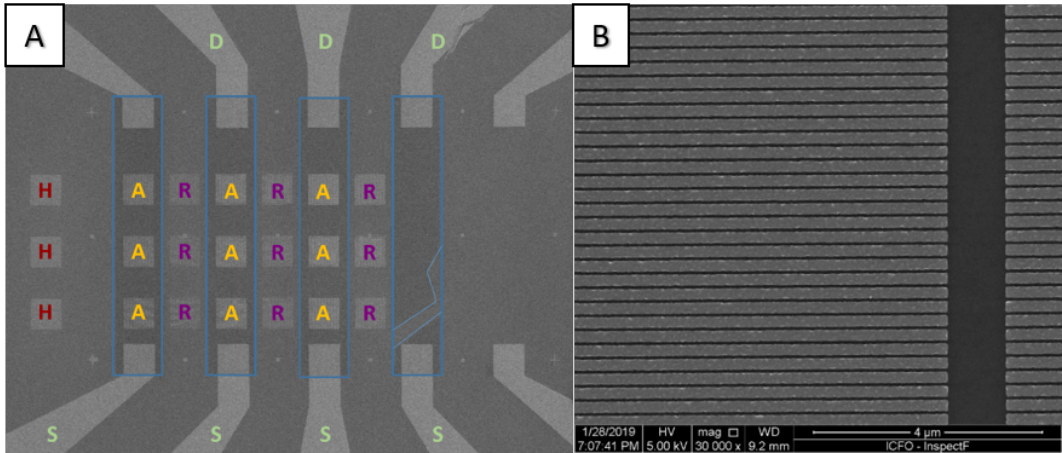 A
D D D
H A R A R A R
H A R A R A R
H A R A R A R
S S S S
B
1/28/2019 HV mag □ WD 4 µm
7:07:41 PM 5.00 kV 30 000 x 9.2 mm ICFO - InspectF